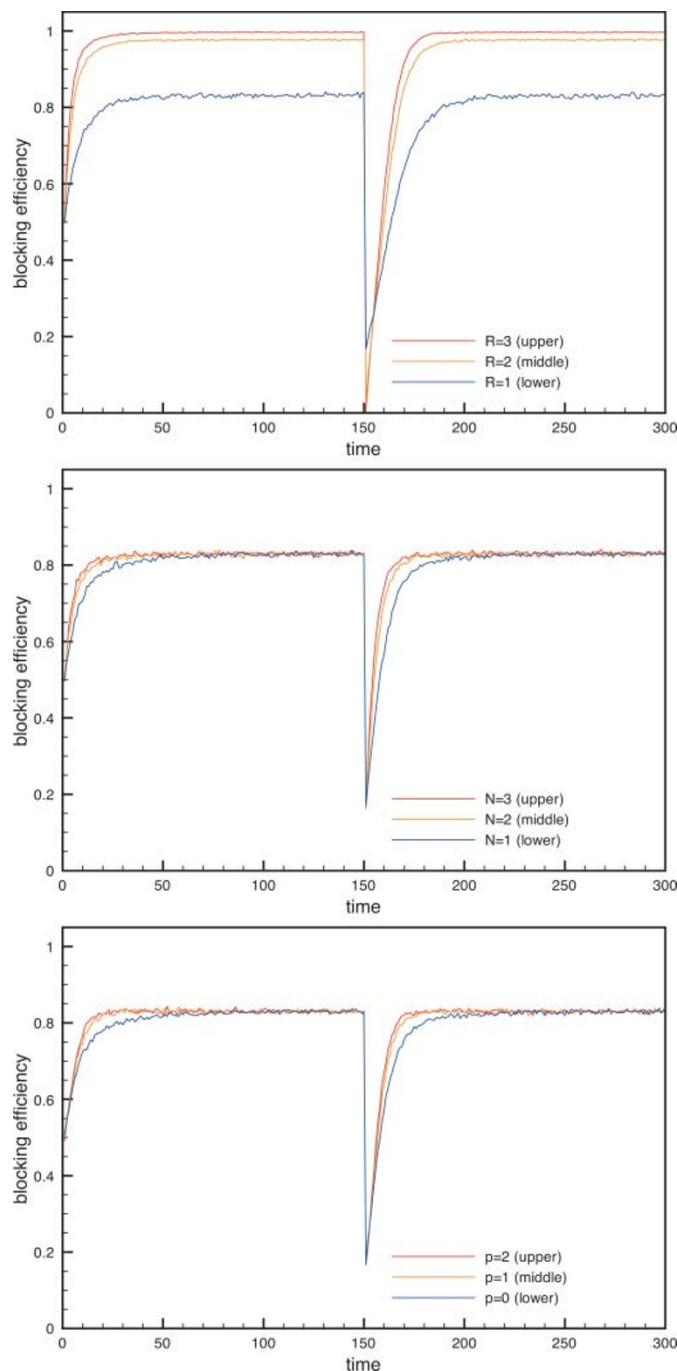 1
0.8
0.6
0.4
0.2
0
blocking efficiency
R=3 (upper)
R=2 (middle)
R=1 (lower)
0 50 100 150 200 250 300
time
1
0.8
0.6
0.4
0.2
0
blocking efficiency
N=3 (upper)
N=2 (middle)
N=1 (lower)
0 50 100 150 200 250 300
time
1
0.8
0.6
0.4
0.2
0
blocking efficiency
p=2 (upper)
p=1 (middle)
p=0 (lower)
0 50 100 150 200 250 300
time